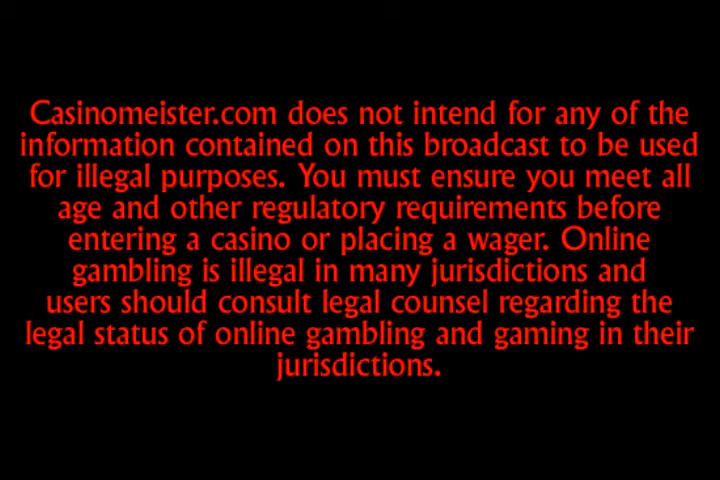 Casinomeister.com does not intend for any of the
information contained on this broadcast to be used
for illegal purposes. You must ensure you meet all
age and other regulatory requirements before
entering a casino or placing a wager. Online
gambling is illegal in many jurisdictions and
users should consult legal counsel regarding the
legal status of online gambling and gaming in their
jurisdictions.